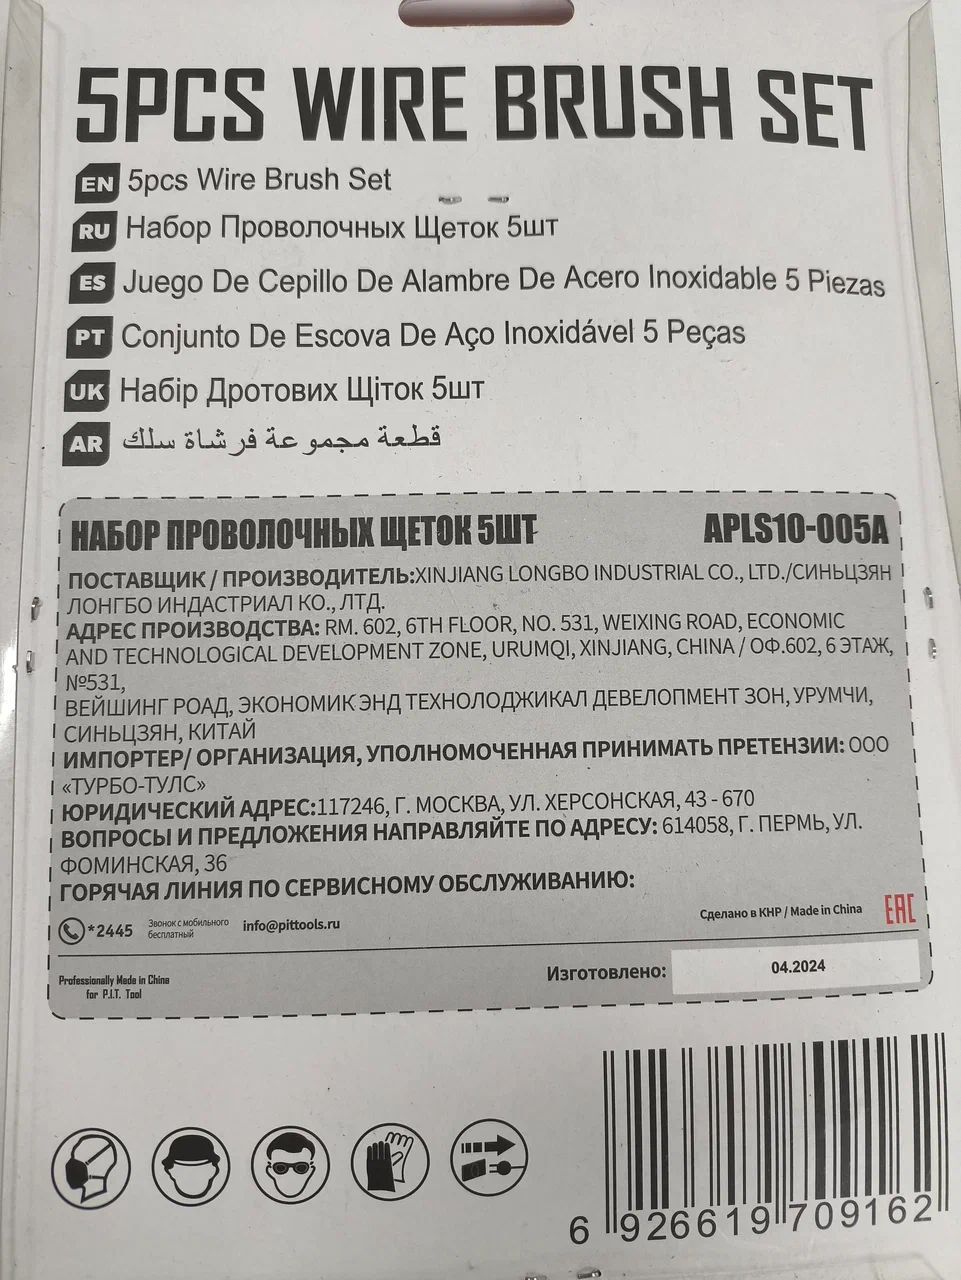 5PCS WIRE BRUSH SET
EN 5pcs Wire Brush Set
RU Набор Проволочных Щеток 5шт
ES Juego De Cepillo De Alambre De Acero Inoxidable 5 Piezas
PT Conjunto De Escova De Aço Inoxidável 5 Peças
UK Набір Дротових Щіток 5шт
AR قطعة مجموعة فرشاة سلك
НАБОР ПРОВОЛОЧНЫХ ЩЕТОК 5ШТ APLS10-005A
ПОСТАВЩИК / ПРОИЗВОДИТЕЛЬ:XINJIANG LONGBO INDUSTRIAL CO., LTD./СИНЬЦЗЯН
ЛОНГБО ИНДАСТРИАЛ КО., ЛТД.
АДРЕС ПРОИЗВОДСТВА: RM. 602, 6TH FLOOR, NO. 531, WEIXING ROAD, ECONOMIC
AND TECHNOLOGICAL DEVELOPMENT ZONE, URUMQI, XINJIANG, CHINA / ОФ.602, 6 ЭТАЖ,
№531,
ВЕЙШИНГ РОАД, ЭКОНОМИК ЭНД ТЕХНОЛОДЖИКАЛ ДЕВЕЛОПМЕНТ ЗОН, УРУМЧИ,
СИНЬЦЗЯН, КИТАЙ
ИМПОРТЕР/ ОРГАНИЗАЦИЯ, УПОЛНОМОЧЕННАЯ ПРИНИМАТЬ ПРЕТЕНЗИИ: ООО
«ТУРБО-ТУЛС»
ЮРИДИЧЕСКИЙ АДРЕС:117246, Г. МОСКВА, УЛ. ХЕРСОНСКАЯ, 43 - 670
ВОПРОСЫ И ПРЕДЛОЖЕНИЯ НАПРАВЛЯЙТЕ ПО АДРЕСУ: 614058, Г. ПЕРМЬ, УЛ.
ФОМИНСКАЯ, 36
ГОРЯЧАЯ ЛИНИЯ ПО СЕРВИСНОМУ ОБСЛУЖИВАНИЮ:
*2445 Звонок с мобильного
бесплатный
info@pittools.ru
Сделано в КНР / Made in China EAC
Professionally Made in China
for P.I.T. Tool
Изготовлено: 04.2024
6 926619 709162